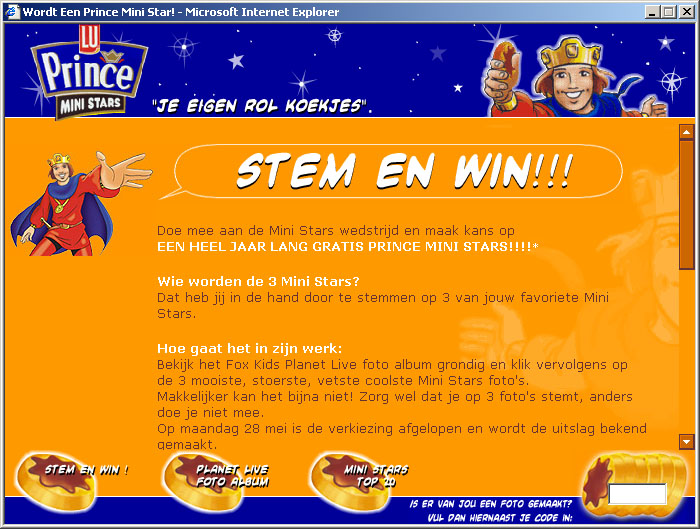 Wordt Een Prince Mini Star! - Microsoft Internet Explorer
LU
Prince
MINI STARS
"JE EIGEN ROL KOEKJES".
STEM EN WIN!!!
Doe mee aan de Mini Stars wedstrijd en maak kans op
EEN HEEL JAAR LANG GRATIS PRINCE MINI STARS!!!!*
Wie worden de 3 Mini Stars?
Dat heb jij in de hand door te stemmen op 3 van jouw favoriete Mini
Stars.
Hoe gaat het in zijn werk:
Bekijk het Fox Kids Planet Live foto album grondig en klik vervolgens op
de 3 mooiste, stoerste, vetste coolste Mini Stars foto's.
Makkelijker kan het bijna niet! Zorg wel dat je op 3 foto's stemt, anders
doe je niet mee.
Op maandag 28 mei is de verkiezing afgelopen en wordt de uitslag bekend
gemaakt.
STEM EN WIN !
PLANET LIVE
FOTO ALBUM
MINI STARS
TOP 20
IS ER VAN JOU EEN FOTO GEMAAKT?
VUL DAN HIERNAAST JE CODE IN: